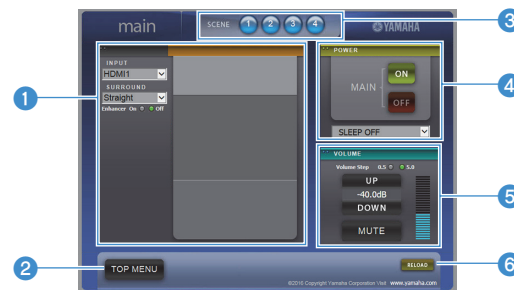 main
SCENE 1 2 3 4
YAMAHA
3
INPUT
HDMI1
SURROUND
Straight
Enhancer On Off
1
POWER
MAIN
ON
OFF
SLEEP OFF
4
VOLUME
Volume Step 0.5 5.0
UP
-40.0dB
DOWN
MUTE
5
2
TOP MENU
RELOAD
6
©2010 Copyright Yamaha Corporation Visit www.yamaha.com